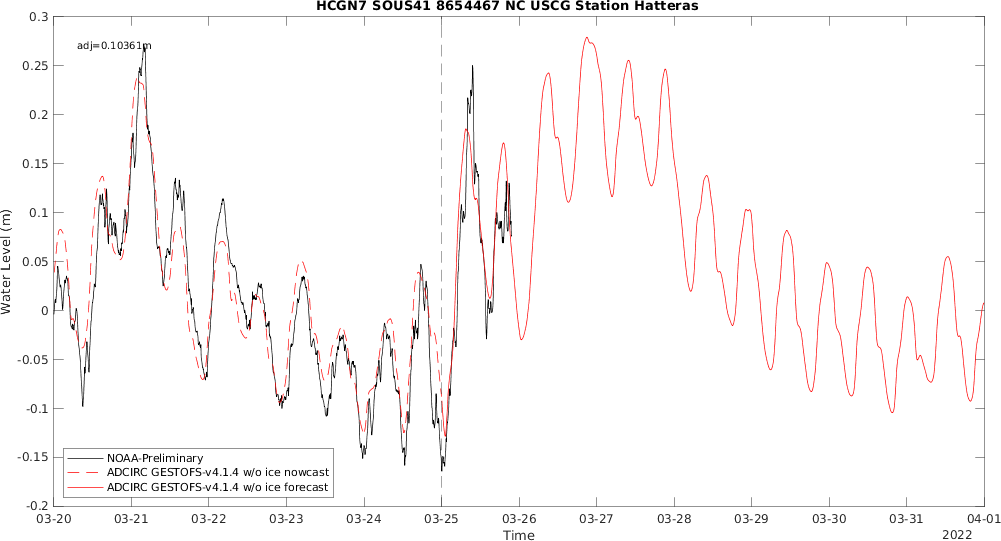 HCGN7 SOUS41 8654467 NC USCG Station Hatteras
adj=0.10361m
Water Level (m)
0.3
0.25
0.2
0.15
0.1
0.05
0
-0.05
-0.1
-0.15
-0.2
NOAA-Preliminary
ADCIRC GESTOFS-v4.1.4 w/o ice nowcast
ADCIRC GESTOFS-v4.1.4 w/o ice forecast
03-20 03-21 03-22 03-23 03-24 03-25 03-26 03-27 03-28 03-29 03-30 03-31 04-01
Time
2022